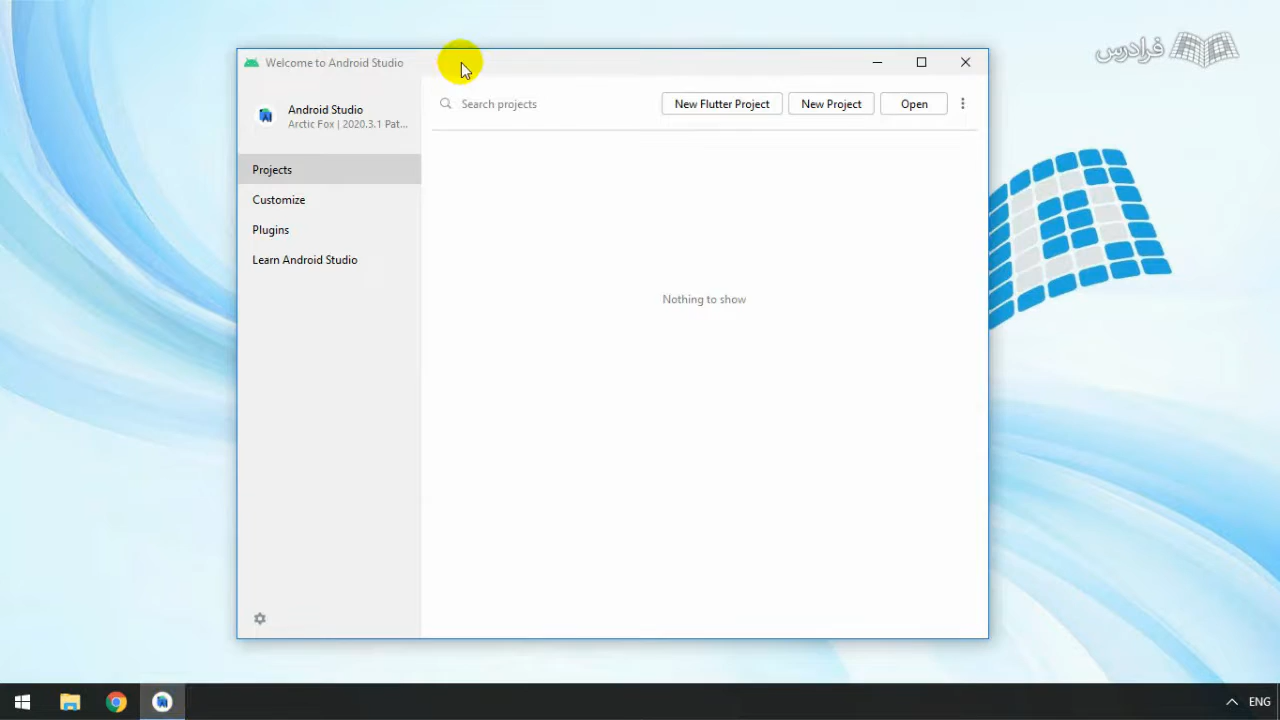 فرادرس
Welcome to Android Studio
Android Studio
Arctic Fox | 2020.3.1 Pat...
Search projects
New Flutter Project
New Project
Open
Projects
Customize
Plugins
Learn Android Studio
Nothing to show
ENG